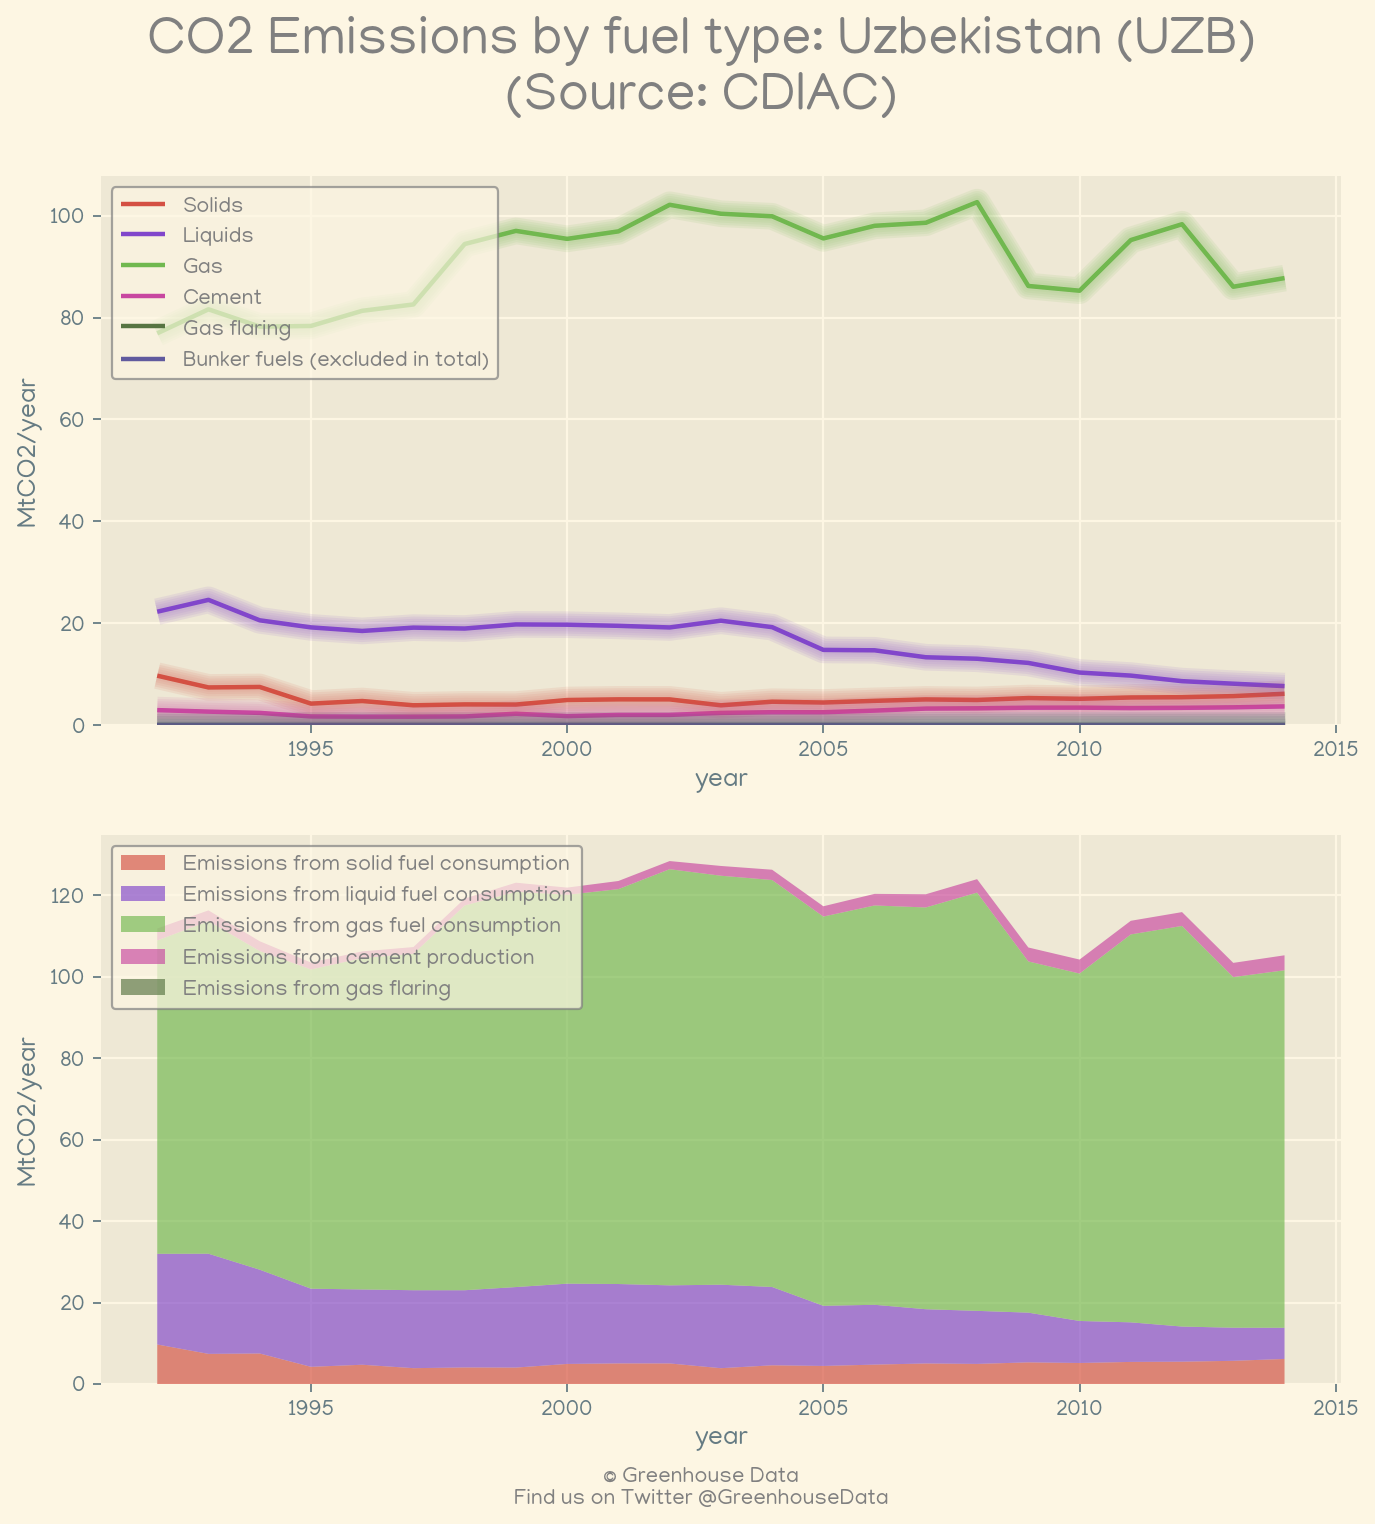 CO2 Emissions by fuel type: Uzbekistan (UZB)
(Source: CDIAC)
Solids
Liquids
Gas
Cement
Gas flaring
Bunker fuels (excluded in total)
100
80
60
40
20
0
MtCO2/year
1995 2000 2005 2010 2015
year
Emissions from solid fuel consumption
Emissions from liquid fuel consumption
Emissions from gas fuel consumption
Emissions from cement production
Emissions from gas flaring
120
100
80
60
40
20
0
MtCO2/year
1995 2000 2005 2010 2015
year
© Greenhouse Data
Find us on Twitter @GreenhouseData